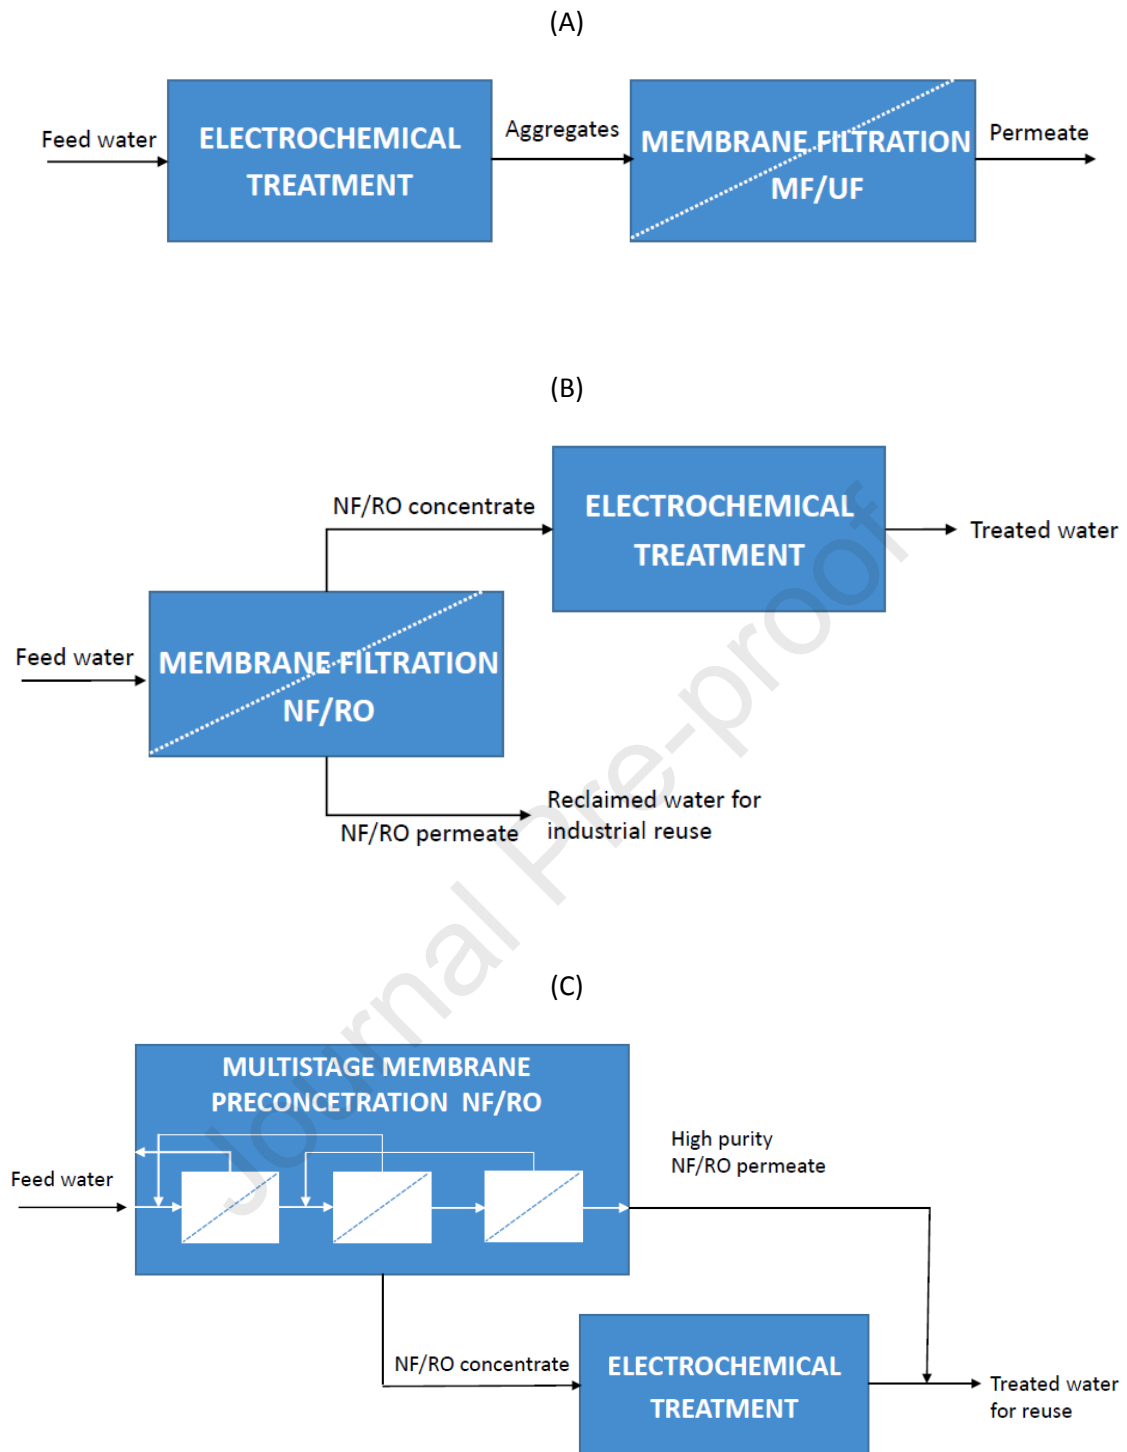 (A)
Feed water
ELECTROCHEMICAL
TREATMENT
Aggregates
MEMBRANE FILTRATION
MF/UF
Permeate
(B)
NF/RO concentrate
ELECTROCHEMICAL
TREATMENT
Treated water
Feed water
MEMBRANE FILTRATION
NF/RO
NF/RO permeate
Reclaimed water for
industrial reuse
(C)
MULTISTAGE MEMBRANE
PRECONCETRATION NF/RO
Feed water
High purity
NF/RO permeate
NF/RO concentrate
ELECTROCHEMICAL
TREATMENT
Treated water
for reuse
Journal Pre-proof